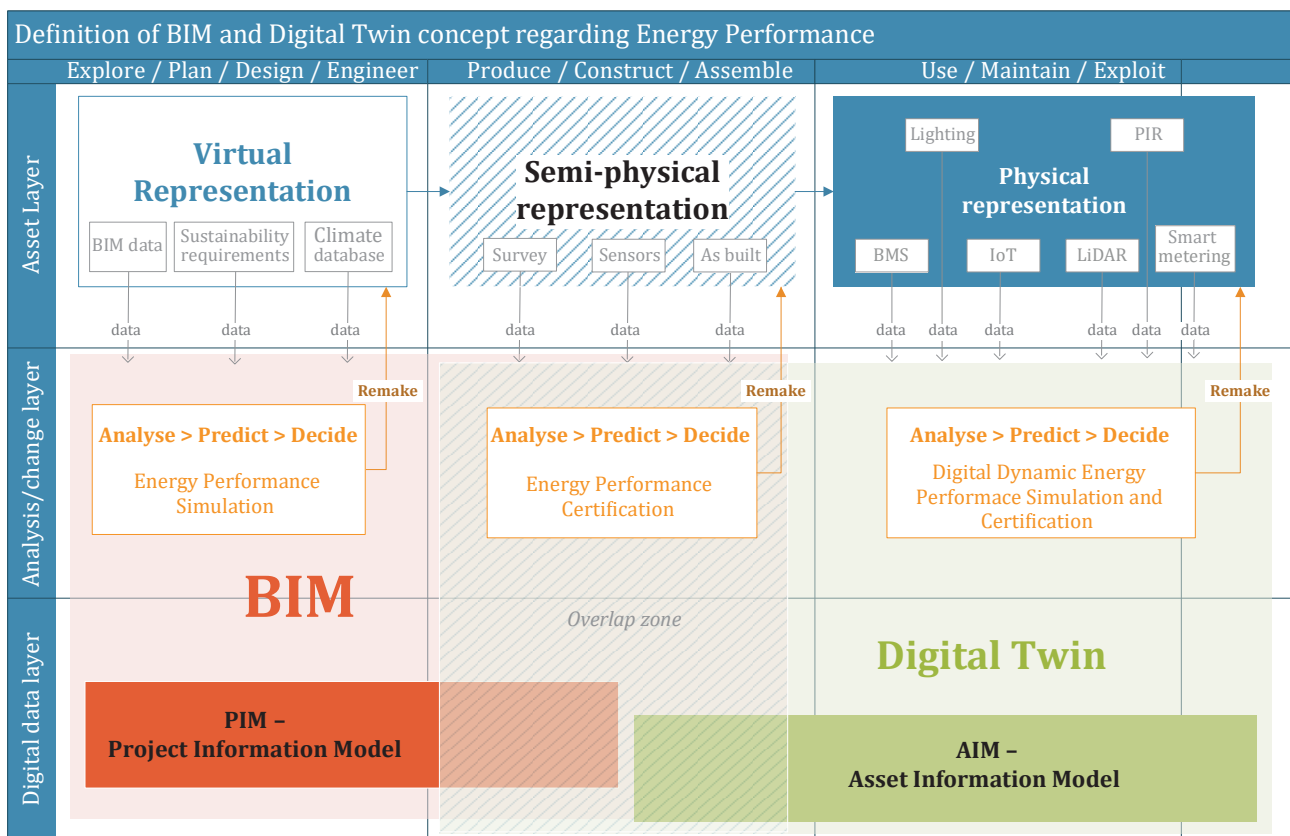 Definition of BIM and Digital Twin concept regarding Energy Performance
Explore / Plan / Design / Engineer
Produce / Construct / Assemble
Use / Maintain / Exploit
Asset Layer
Virtual
Representation
BIM data
Sustainability
requirements
Climate
database
Semi-physical
representation
Survey
Sensors
As built
Lighting
PIR
Physical
representation
BMS
IoT
LiDAR
Smart
metering
data
data
data
data
data
data
data
data
data
data
data
data
Analysis/change layer
Remake
Remake
Remake
Analyse > Predict > Decide
Energy Performance
Simulation
Analyse > Predict > Decide
Energy Performance
Certification
Analyse > Predict > Decide
Digital Dynamic Energy
Performace Simulation and
Certification
BIM
Overlap zone
Digital Twin
Digital data layer
PIM –
Project Information Model
AIM –
Asset Information Model